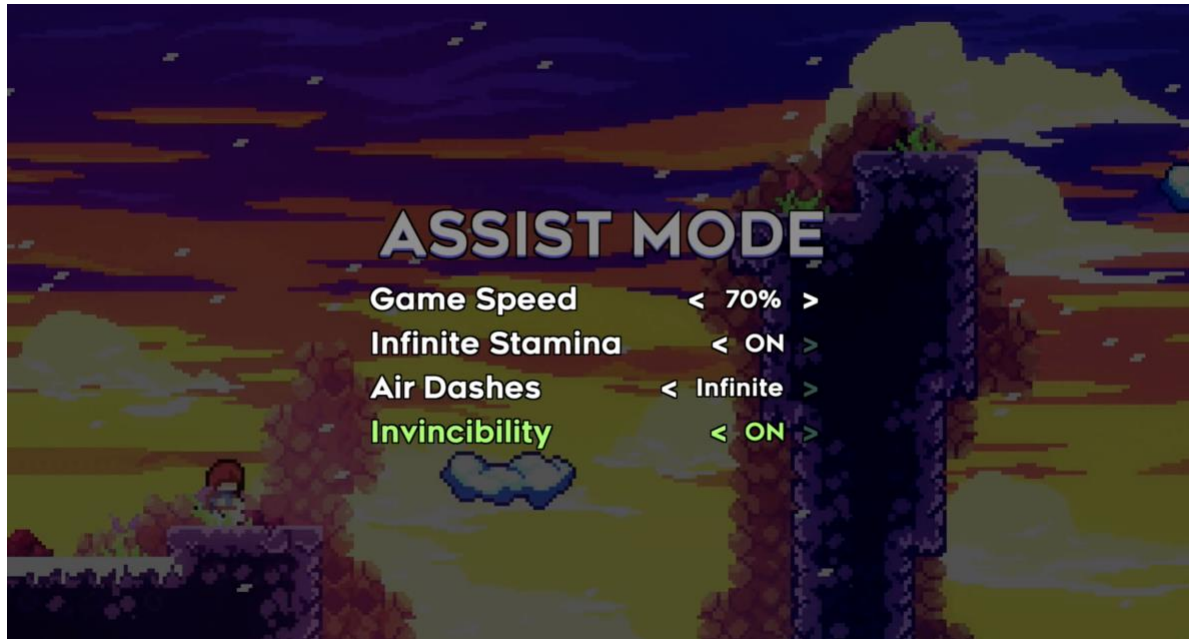 ASSIST MODE
Game Speed < 70% >
Infinite Stamina < ON >
Air Dashes < Infinite >
Invincibility < ON >